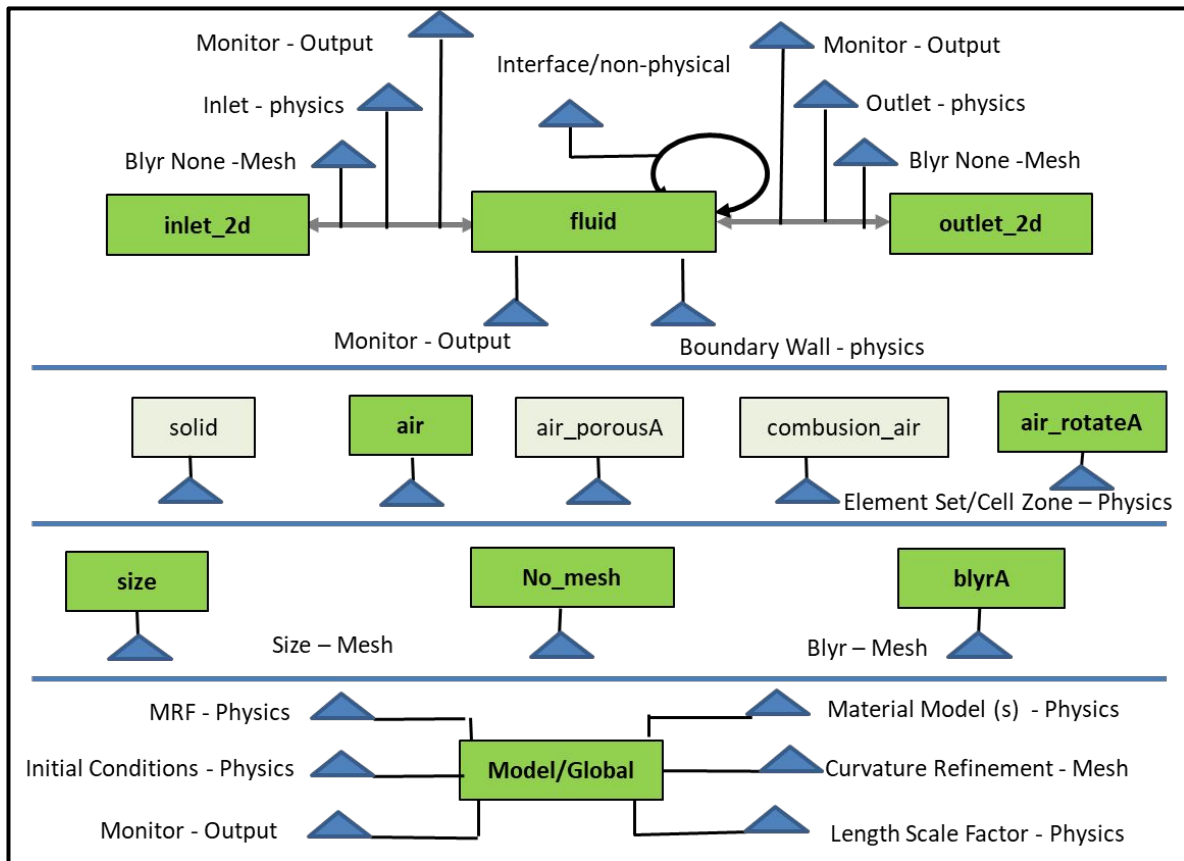 Monitor - Output
Monitor - Output
Interface/non-physical
Inlet - physics
Outlet - physics
Blyr None -Mesh
Blyr None -Mesh
inlet_2d
fluid
outlet_2d
Monitor - Output
Boundary Wall - physics
solid
air
air_porousA
combusion_air
air_rotateA
Element Set/Cell Zone – Physics
size
No_mesh
blyrA
Size – Mesh
Blyr – Mesh
MRF - Physics
Material Model (s)  - Physics
Initial Conditions - Physics
Model/Global
Curvature Refinement - Mesh
Monitor - Output
Length Scale Factor - Physics